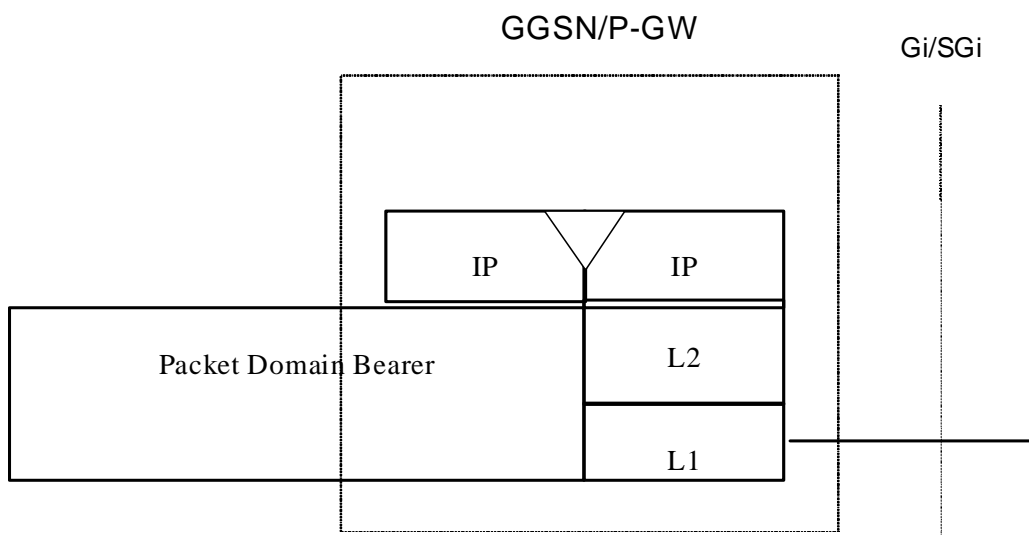 GGSN/P-GW
Gi/SGi
IP
IP
Packet Domain Bearer
L2
L1